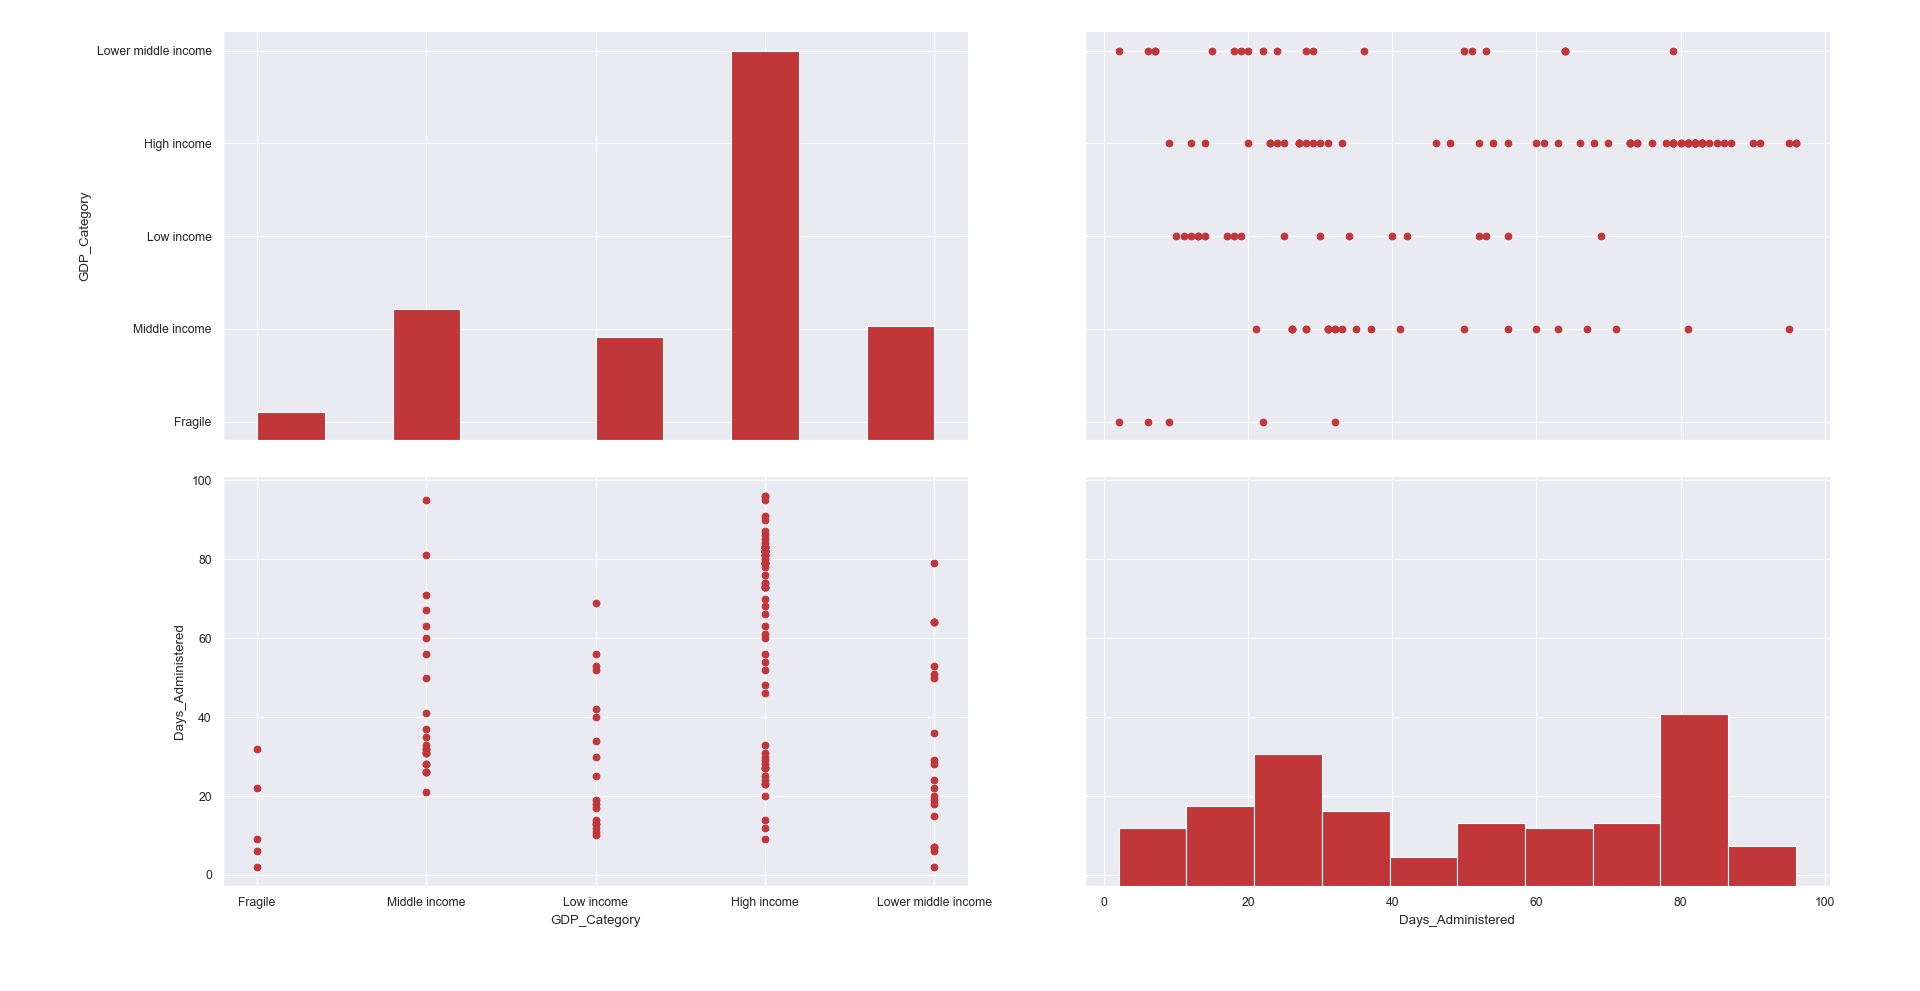 Lower middle income
High income
Low income
Middle income
Fragile
GDP_Category
100
80
60
40
20
0
Days_Administered
Fragile Middle income Low income High income Lower middle income
GDP_Category
0 20 40 60 80 100
Days_Administered